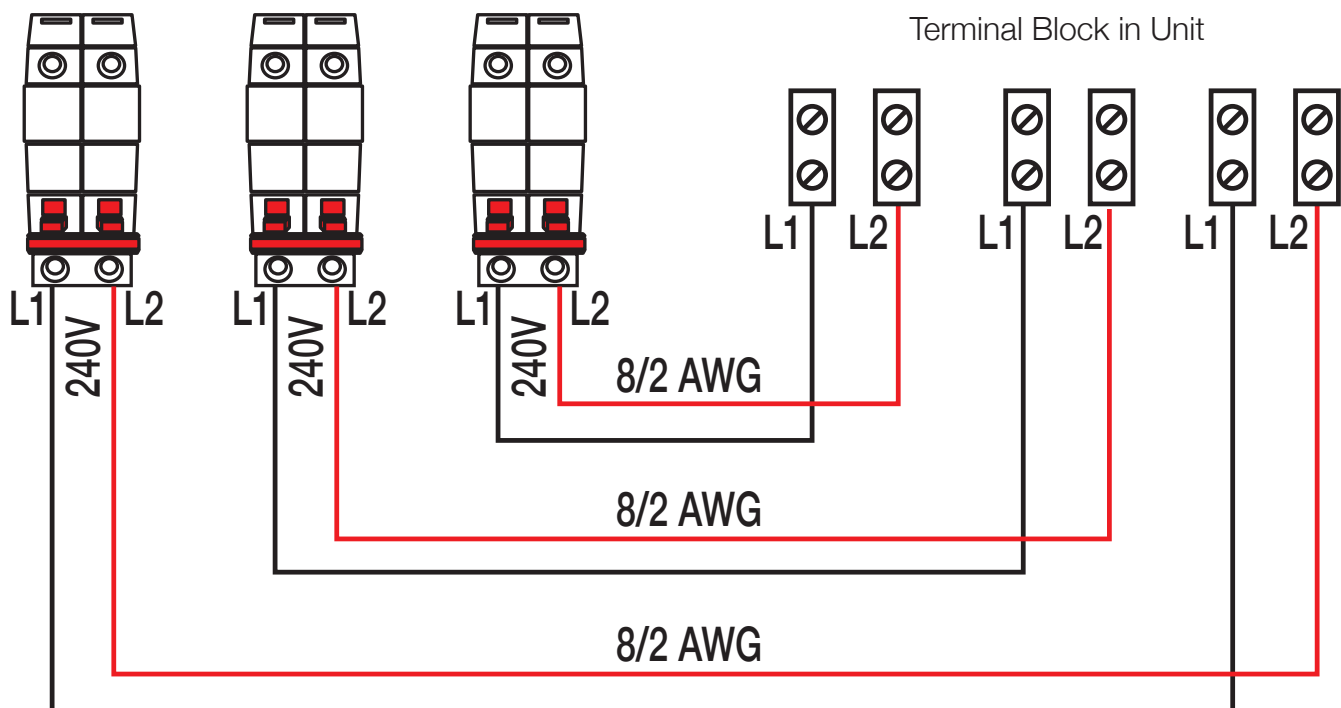 Terminal Block in Unit
L1 L2 L1 L2 L1 L2
L1 240V L2 L1 240V L2 L1 240V L2
8/2 AWG
8/2 AWG
8/2 AWG